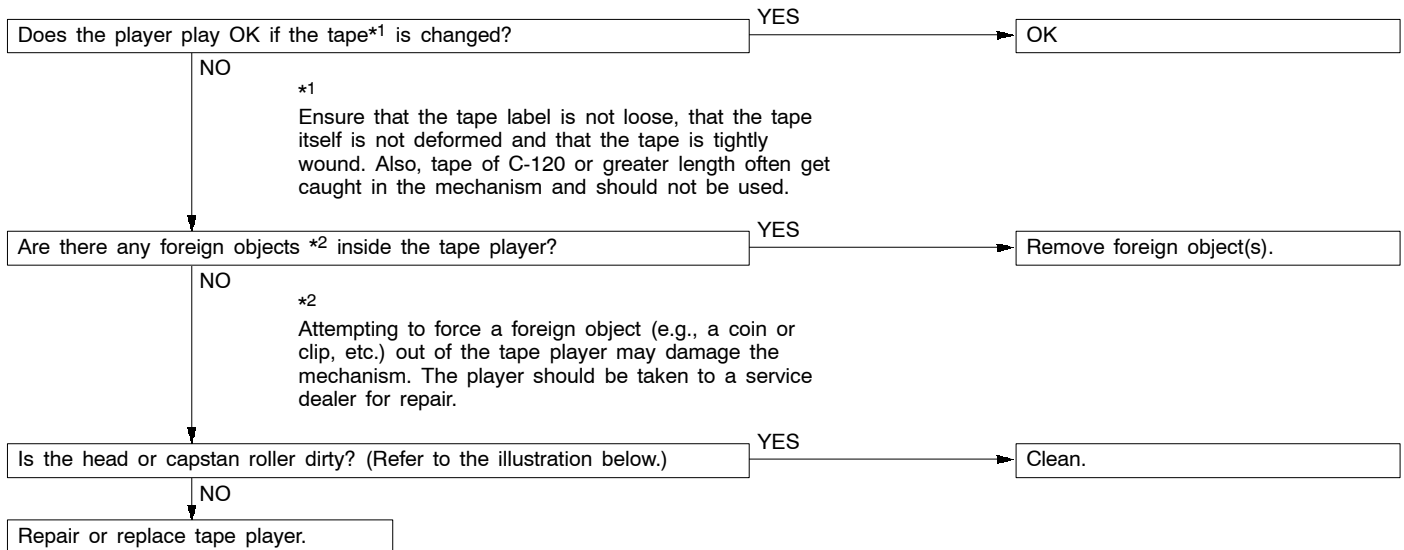 Does the player play OK if the tape*1 is changed?
YES
OK
NO
*1
Ensure that the tape label is not loose, that the tape
itself is not deformed and that the tape is tightly
wound. Also, tape of C-120 or greater length often get
caught in the mechanism and should not be used.
Are there any foreign objects *2 inside the tape player?
YES
Remove foreign object(s).
NO
*2
Attempting to force a foreign object (e.g., a coin or
clip, etc.) out of the tape player may damage the
mechanism. The player should be taken to a service
dealer for repair.
Is the head or capstan roller dirty? (Refer to the illustration below.)
YES
Clean.
NO
Repair or replace tape player.